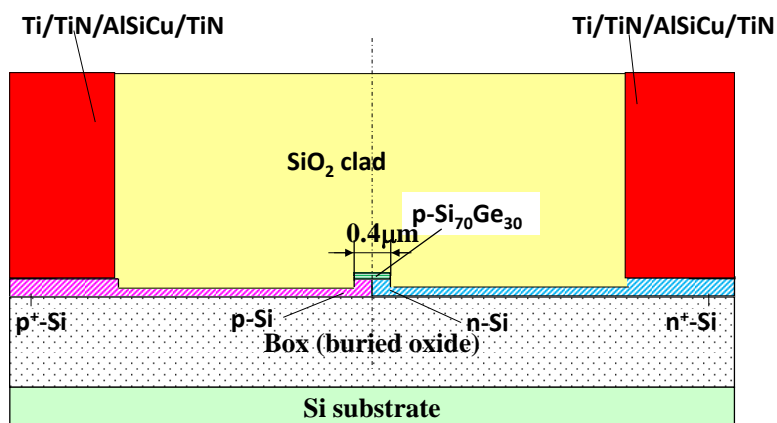 Ti/TiN/AlSiCu/TiN
Ti/TiN/AlSiCu/TiN
SiO₂ clad
p-Si₇₀Ge₃₀
0.4μm
p⁺-Si
p-Si
n-Si
n⁺-Si
Box (buried oxide)
Si substrate